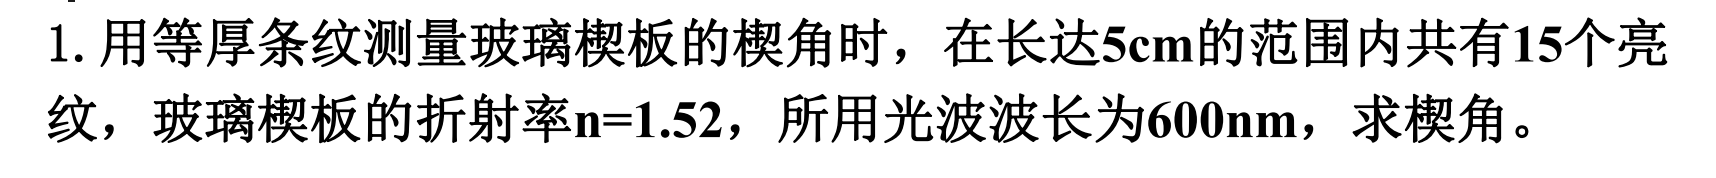 1. 用等厚条纹测量玻璃楔板的楔角时，在长达5cm的范围内共有15个亮
纹，玻璃楔板的折射率n=1.52，所用光波波长为600nm，求楔角。